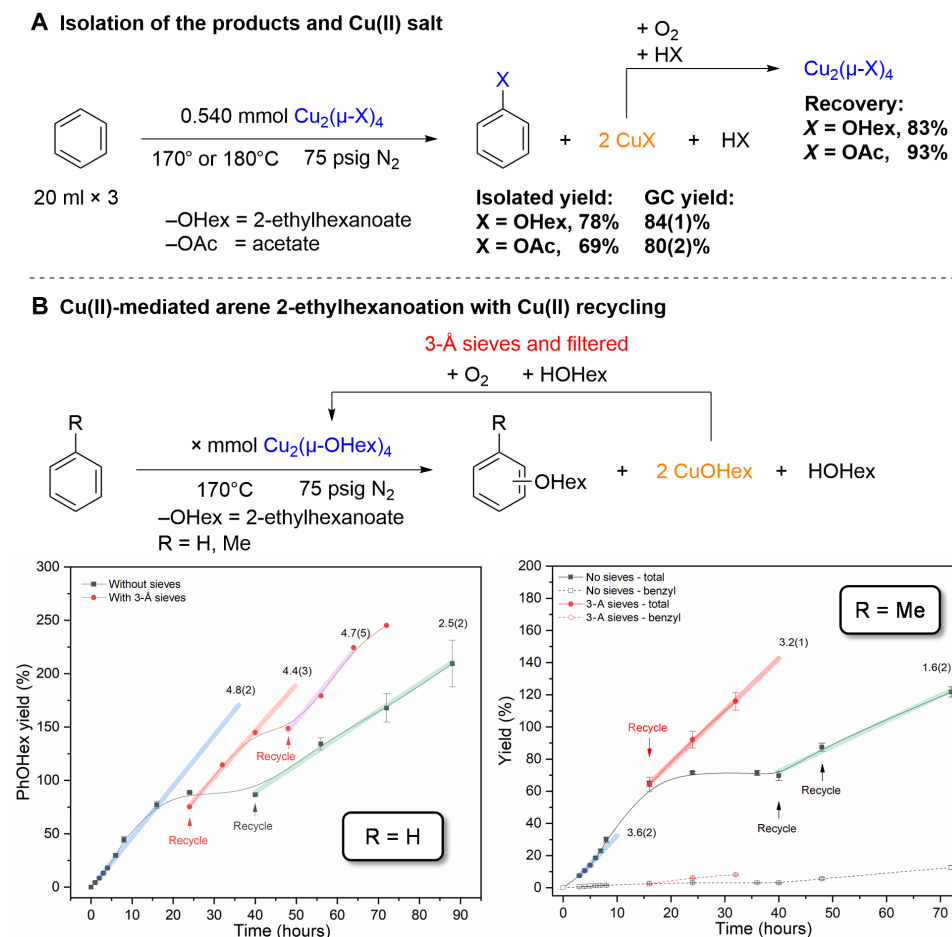 A Isolation of the products and Cu(II) salt
+ O2
+ HX
X
0.540 mmol Cu2(μ-X)4
Cu2(μ-X)4
Recovery:
X = OHex, 83%
X = OAc, 93%
170° or 180°C 75 psig N2
+ 2 CuX + HX
20 ml × 3
–OHex = 2-ethylhexanoate
–OAc = acetate
Isolated yield: GC yield:
X = OHex, 78% 84(1)%
X = OAc, 69% 80(2)%
B Cu(II)-mediated arene 2-ethylhexanoation with Cu(II) recycling
3-Å sieves and filtered
+ O2 + HOHex
R
× mmol Cu2(μ-OHex)4
R
OHex
+ 2 CuOHex + HOHex
170°C 75 psig N2
–OHex = 2-ethylhexanoate
R = H, Me
PhOHex yield (%)
300
250
200
150
100
50
0
Without sieves
With 3-Å sieves
4.8(2)
4.4(3)
4.7(5)
2.5(2)
Recycle
Recycle
Recycle
R = H
0 10 20 30 40 50 60 70 80 90
Time (hours)
Yield (%)
200
180
160
140
120
100
80
60
40
20
0
No sieves - total
No sieves - benzyl
3-A sieves - total
3-A sieves - benzyl
R = Me
3.2(1)
1.6(2)
Recycle
Recycle
Recycle
3.6(2)
0 10 20 30 40 50 60 70
Time (hours)